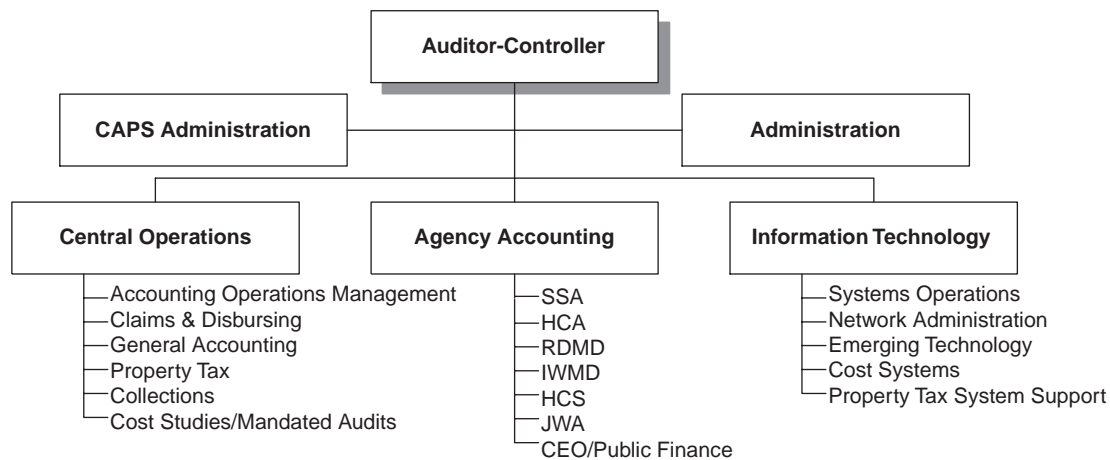 Auditor-Controller
CAPS Administration
Administration
Central Operations
Accounting Operations Management
Claims & Disbursing
General Accounting
Property Tax
Collections
Cost Studies/Mandated Audits
Agency Accounting
SSA
HCA
RDMD
IWMD
HCS
JWA
CEO/Public Finance
Information Technology
Systems Operations
Network Administration
Emerging Technology
Cost Systems
Property Tax System Support